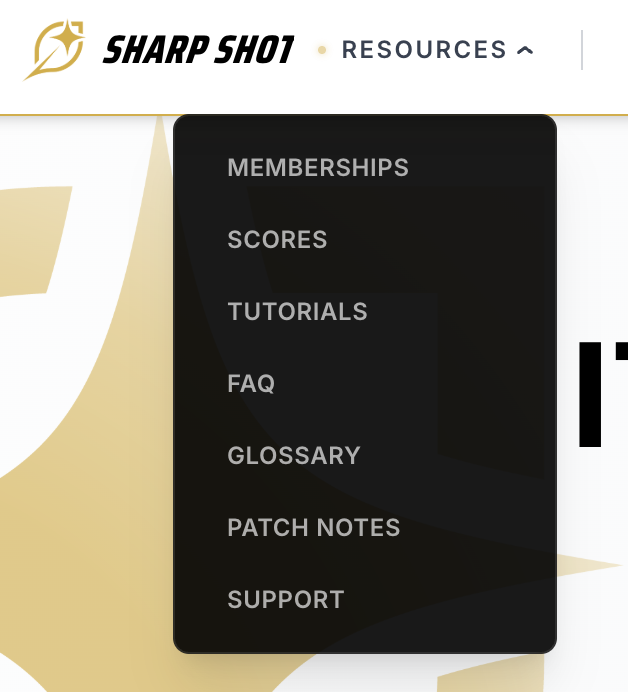 SHARP SHOT
RESOURCES
MEMBERSHIPS
SCORES
TUTORIALS
FAQ
GLOSSARY
PATCH NOTES
SUPPORT